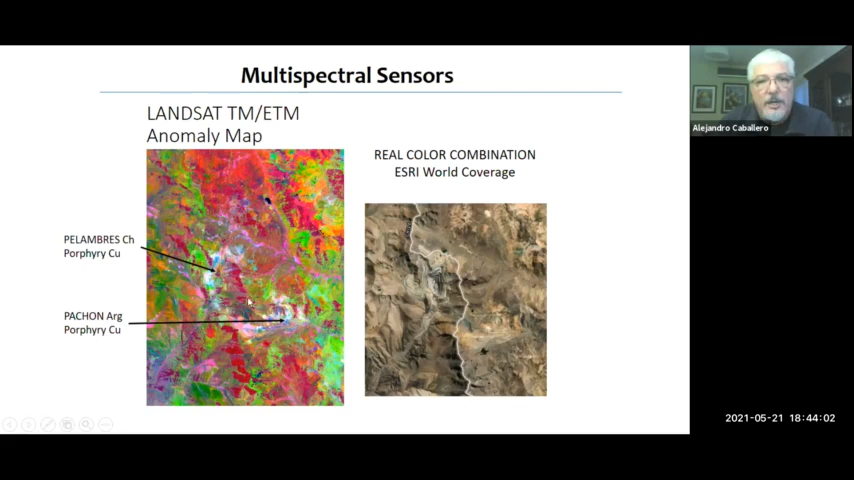 Multispectral Sensors
LANDSAT TM/ETM
Anomaly Map
REAL COLOR COMBINATION
ESRI World Coverage
PELAMBRES Ch
Porphyry Cu
PACHON Arg
Porphyry Cu
Alejandro Caballero
2021-05-21 18:44:02